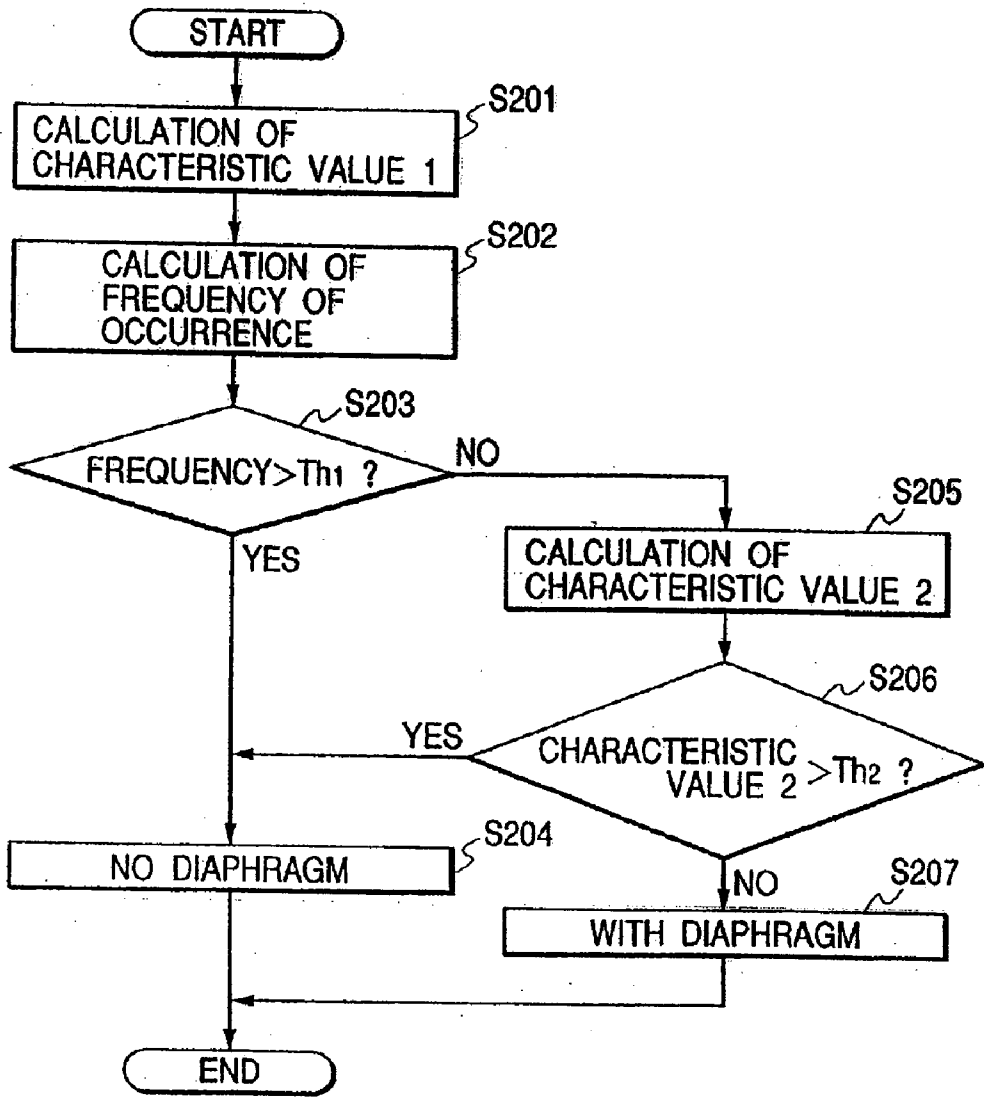 START
S201
CALCULATION OF
CHARACTERISTIC VALUE 1
S202
CALCULATION OF
FREQUENCY OF
OCCURRENCE
S203
FREQUENCY>Th1 ?
NO
YES
S205
CALCULATION OF
CHARACTERISTIC VALUE 2
S206
YES
CHARACTERISTIC
VALUE 2 >Th2 ?
S204
NO DIAPHRAGM
NO
S207
WITH DIAPHRAGM
END